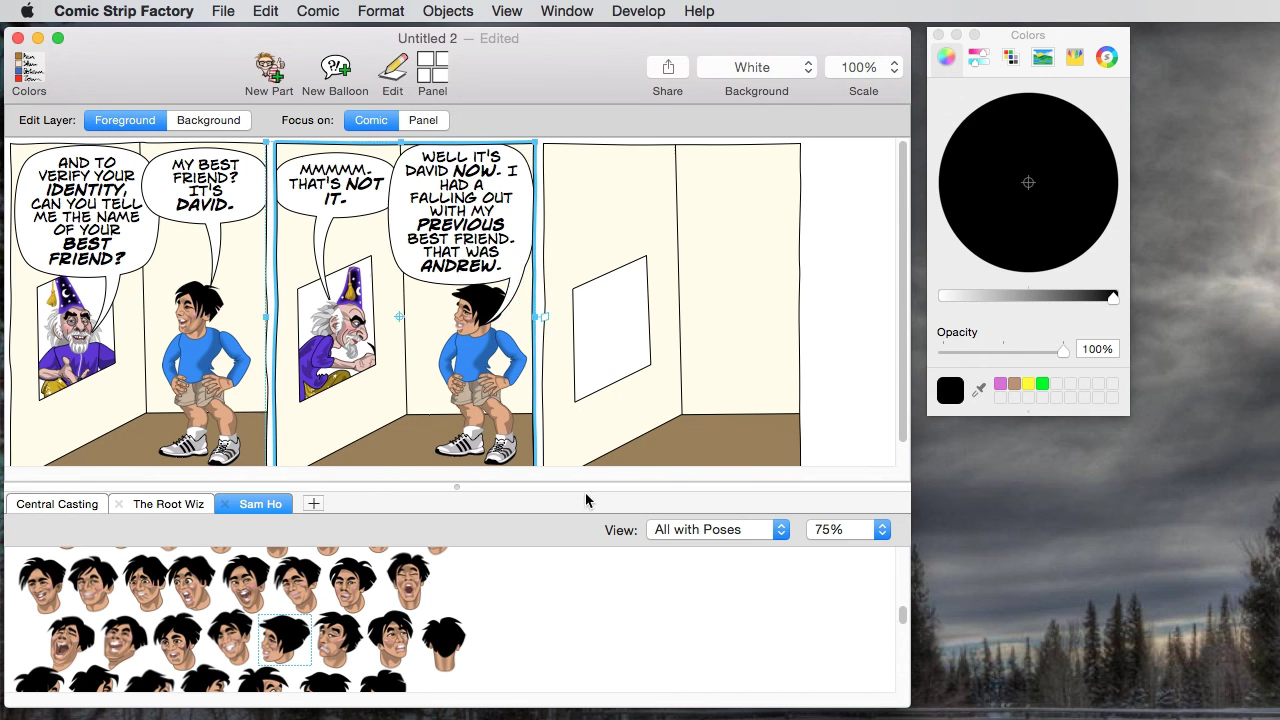 Comic Strip Factory File Edit Comic Format Objects View Window Develop Help
Untitled 2 — Edited
Colors
Colors
New Part
New Balloon
Edit
Panel
Share
White
Background
100%
Scale
Edit Layer: Foreground Background Focus on: Comic Panel
AND TO
VERIFY YOUR
IDENTITY,
CAN YOU TELL
ME THE NAME
OF YOUR
BEST
FRIEND?
MY BEST
FRIEND?
IT'S
DAVID.
MMMMM.
THAT'S NOT
IT.
WELL IT'S
DAVID NOW. I
HAD A
FALLING OUT
WITH MY
PREVIOUS
BEST FRIEND.
THAT WAS
ANDREW.
Opacity
100%
Central Casting The Root Wiz Sam Ho
View: All with Poses 75%